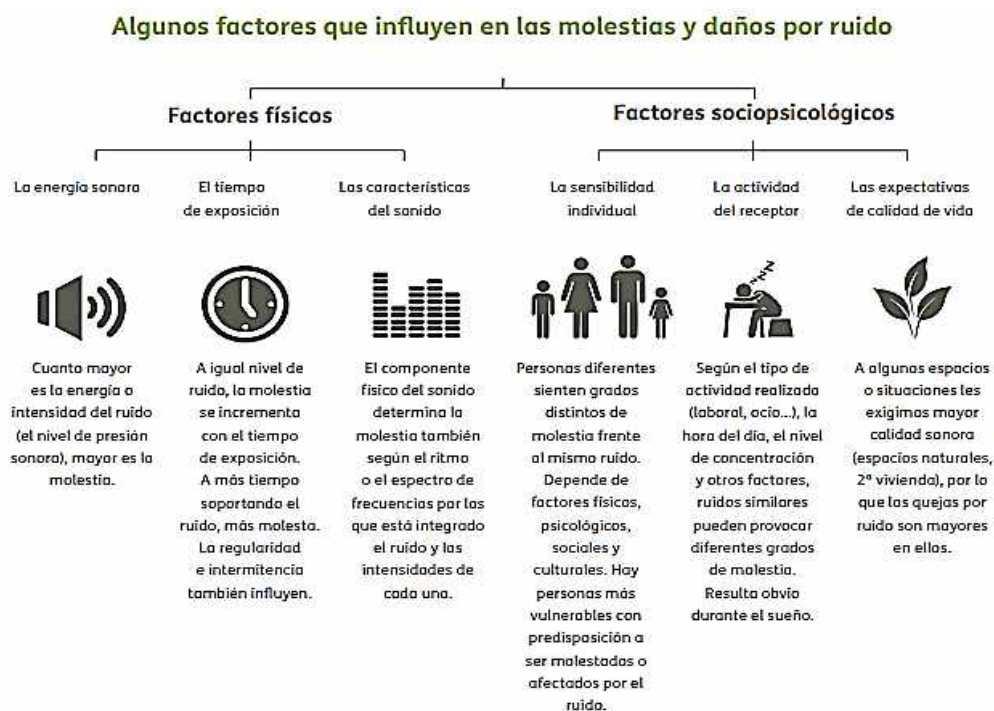 Algunos factores que influyen en las molestias y daños por ruido
Factores físicos
Factores sociopsicológicos
La energía sonora
El tiempo
de exposición
Las características
del sonido
La sensibilidad
individual
La actividad
del receptor
Las expectativas
de calidad de vida
Cuanto mayor
es la energía o
intensidad del ruido
(el nivel de presión
sonora), mayor es la
molestia.
A igual nivel de
ruido, la molestia
se incrementa
con el tiempo
de exposición.
A más tiempo
soportando el
ruido, más molesta.
La regularidad
e intermitencia
también influyen.
El componente
físico del sonido
determina la
molestia también
según el ritmo
o el espectro de
frecuencias por las
que está integrado
el ruido y las
intensidades de
cada una.
Personas diferentes
sienten grados
distintos de
molestia frente
al mismo ruido.
Depende de
factores físicos,
psicológicos,
sociales y
culturales. Hay
personas más
vulnerables con
predisposición a
ser molestadas o
afectados por el
ruido.
zzz
Según el tipo de
actividad realizada
(laboral, ocio...), la
hora del día, el nivel
de concentración
y otros factores,
ruidos similares
pueden provocar
diferentes grados
de molestia.
Resulta obvio
durante el sueño.
A algunos espacios
o situaciones les
exigimos mayor
calidad sonora
(espacios naturales,
2ª vivienda), por lo
que las quejas por
ruido son mayores
en ellos.